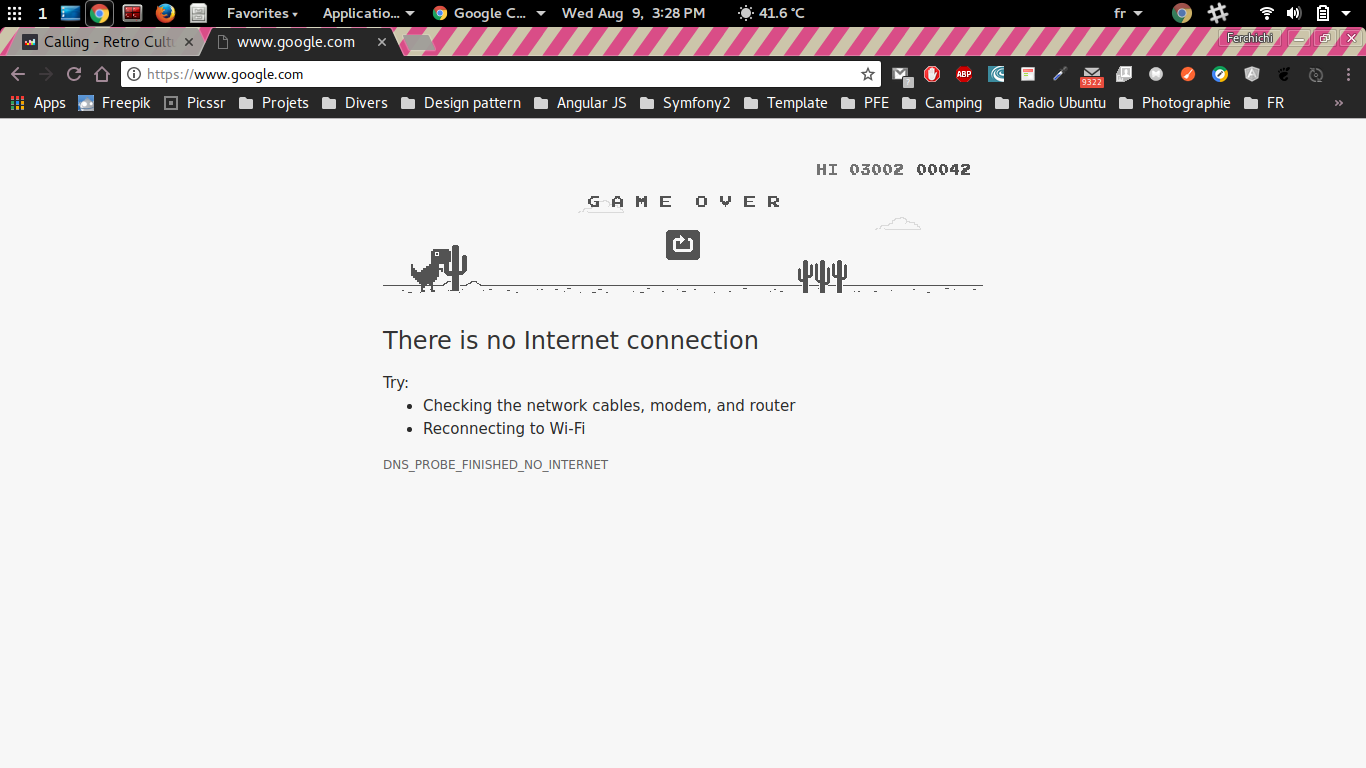 1 Favorites Applicatio... Google C... Wed Aug 9, 3:28 PM 41.6 °C fr
Calling - Retro Cult www.google.com Ferchichi
https://www.google.com 9322
Apps Freepik Picssr Projets Divers Design pattern Angular JS Symfony2 Template PFE Camping Radio Ubuntu Photographie FR »
HI 03002 00042
GAME OVER
There is no Internet connection
Try:
• Checking the network cables, modem, and router
• Reconnecting to Wi-Fi
DNS_PROBE_FINISHED_NO_INTERNET